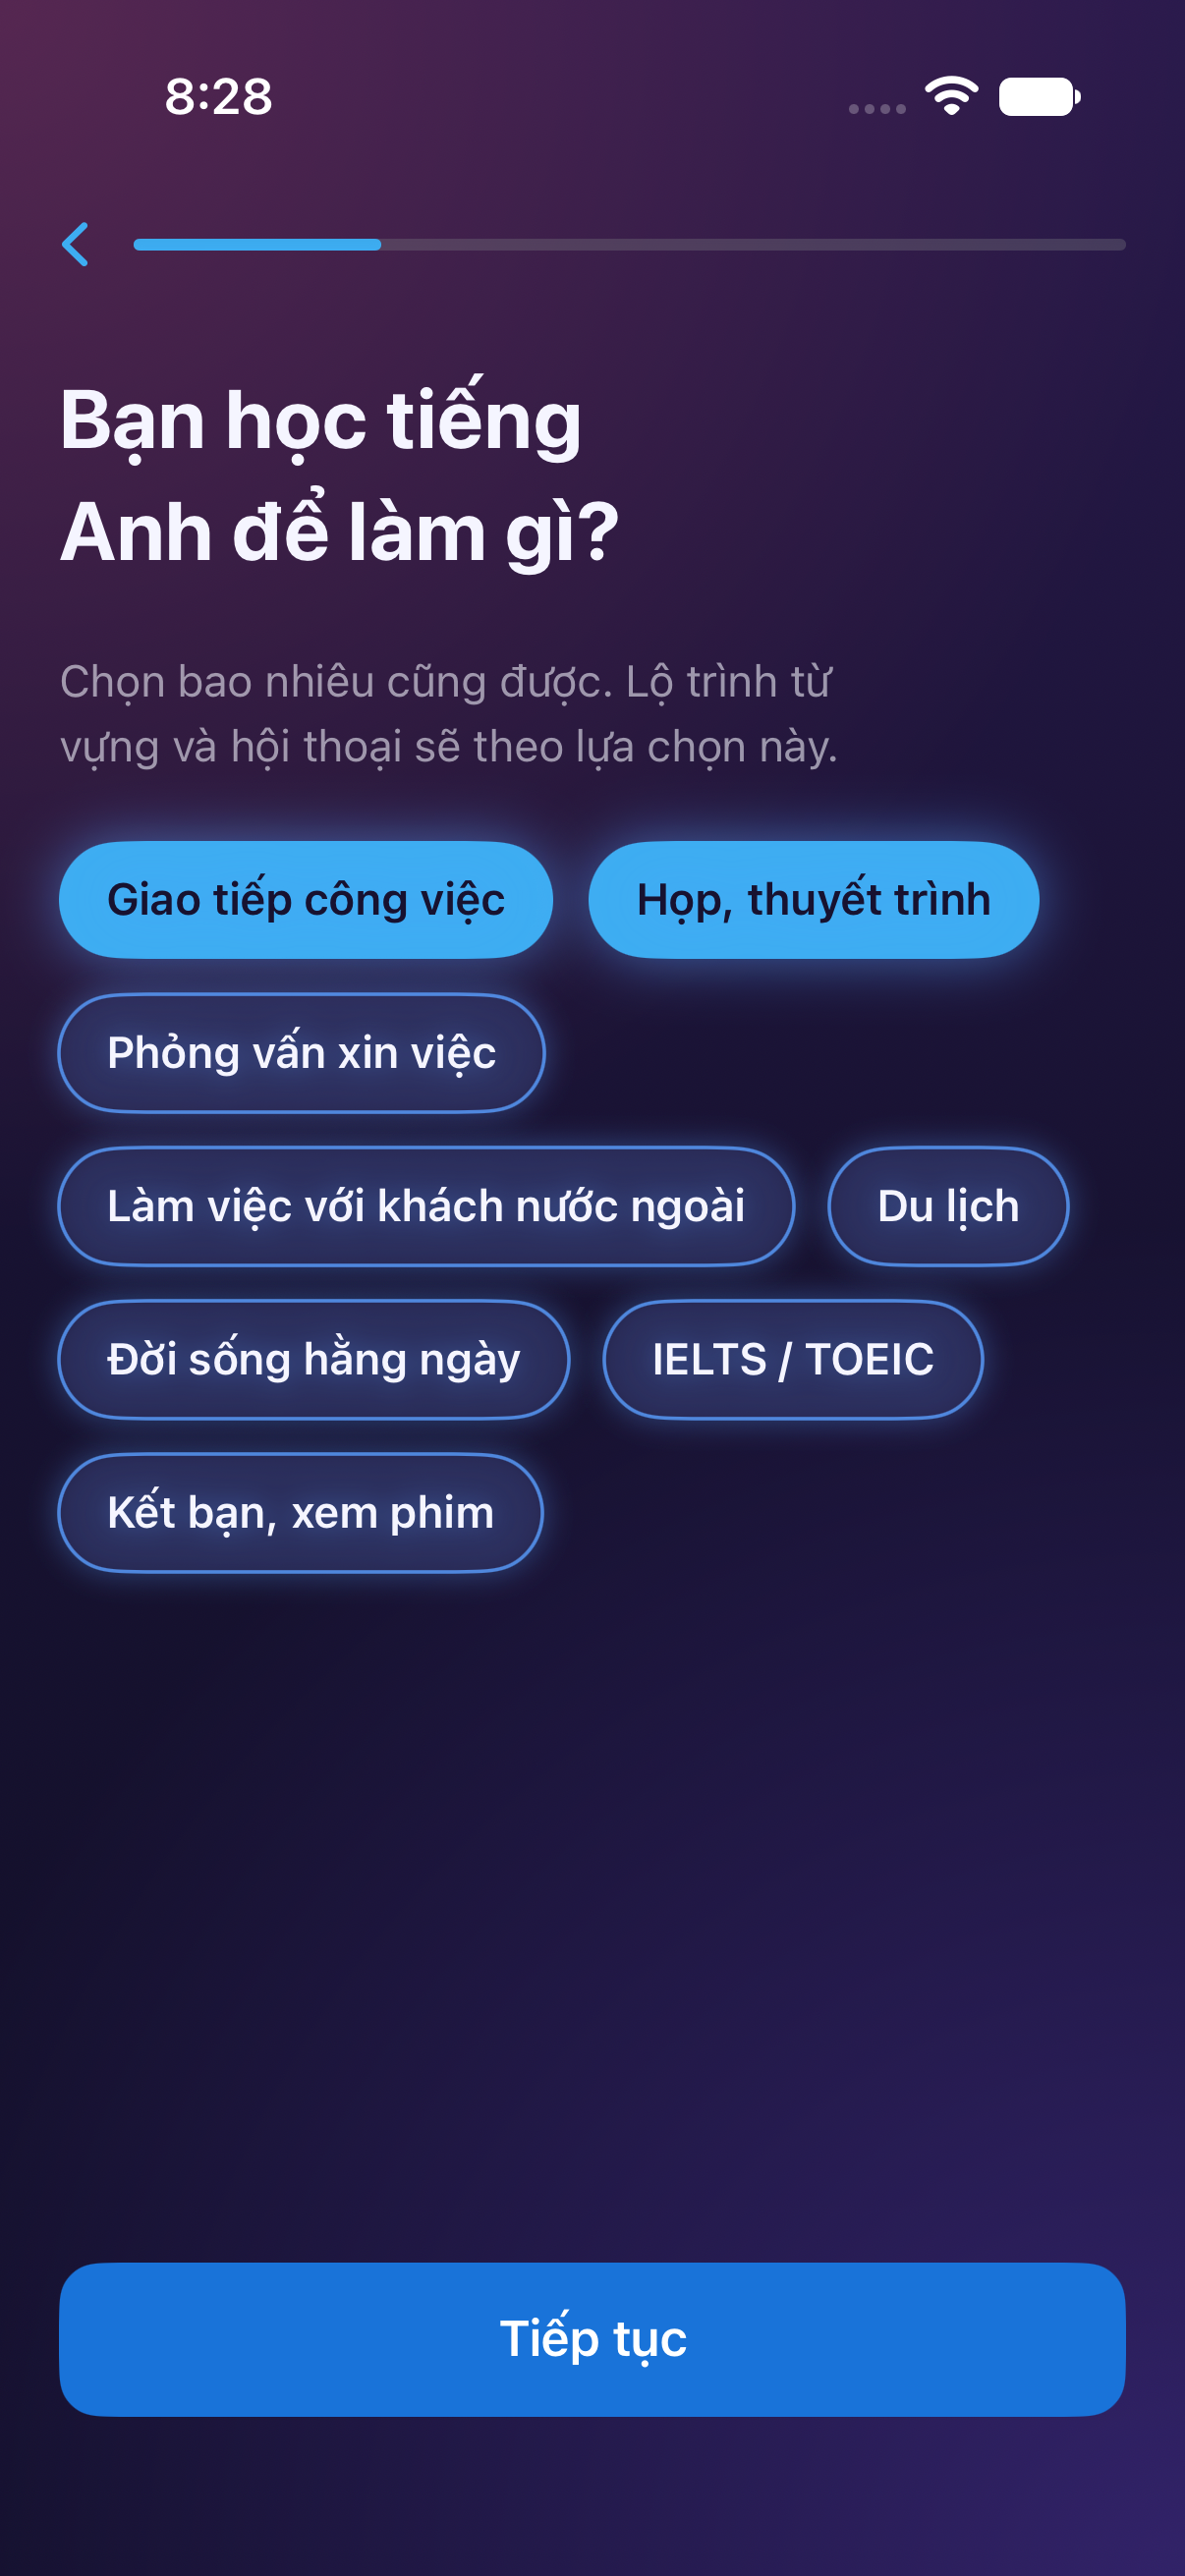 8:28
Bạn học tiếng
Anh để làm gì?
Chọn bao nhiêu cũng được. Lộ trình từ
vựng và hội thoại sẽ theo lựa chọn này.
Giao tiếp công việc
Họp, thuyết trình
Phỏng vấn xin việc
Làm việc với khách nước ngoài
Du lịch
Đời sống hằng ngày
IELTS / TOEIC
Kết bạn, xem phim
Tiếp tục